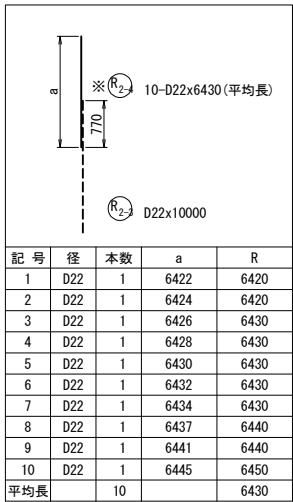 a
※ R2-4 10-D22x6430(平均長)
770
R2-3 D22x10000
記 号 径 本数 a R
1 D22 1 6422 6420
2 D22 1 6424 6420
3 D22 1 6426 6430
4 D22 1 6428 6430
5 D22 1 6430 6430
6 D22 1 6432 6430
7 D22 1 6434 6430
8 D22 1 6437 6440
9 D22 1 6441 6440
10 D22 1 6445 6450
平均長 10 6430